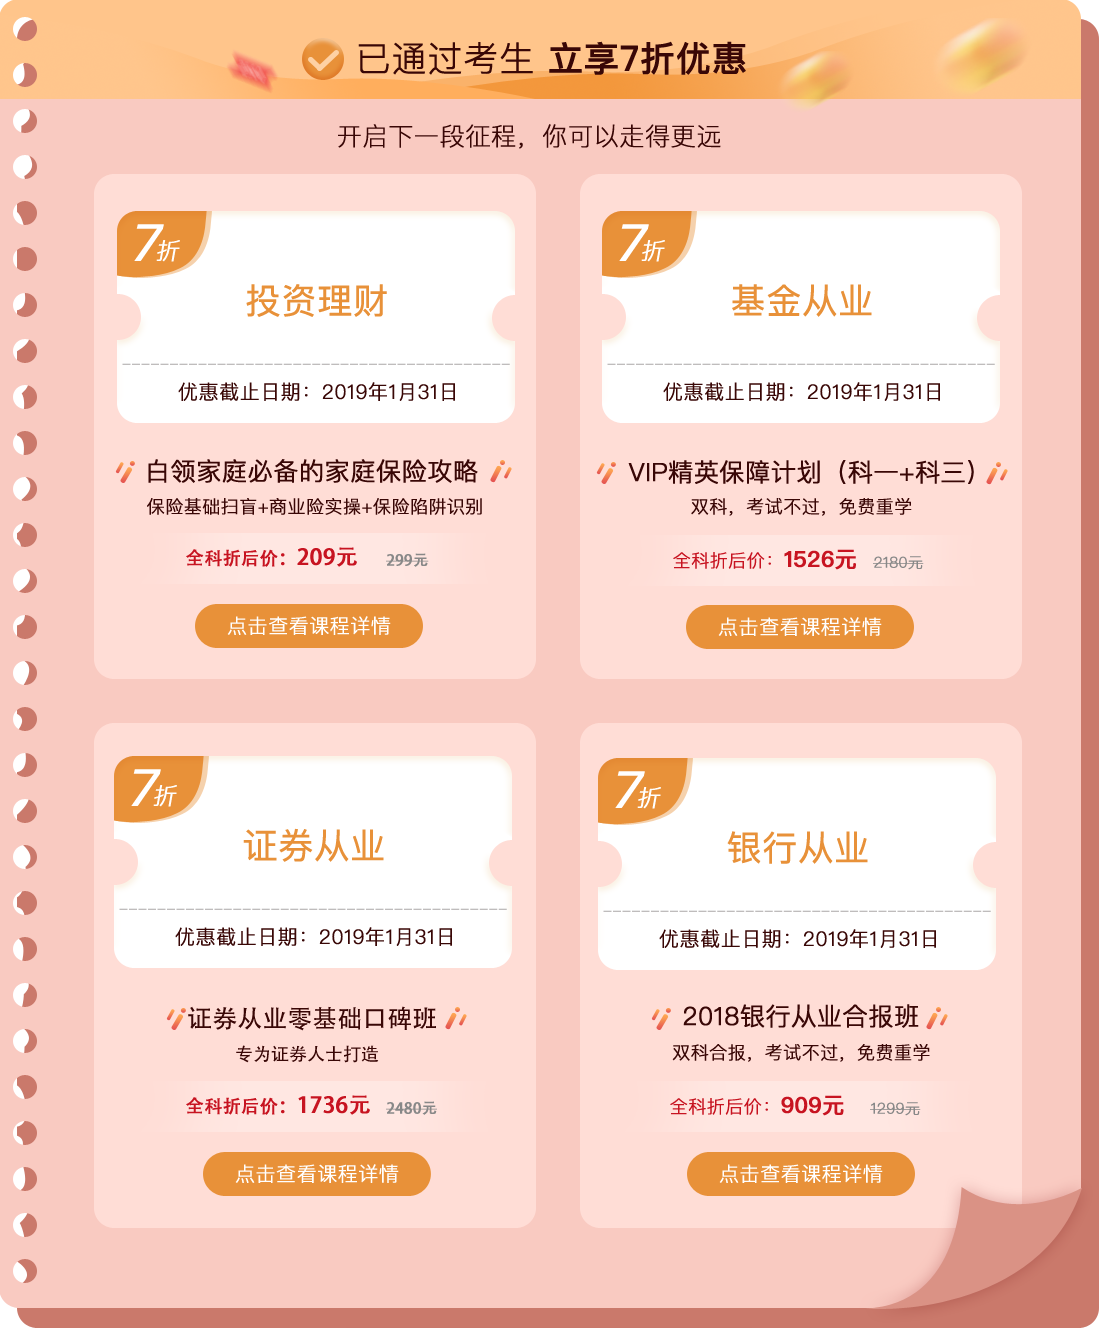 已通过考生 立享7折优惠
开启下一段征程，你可以走得更远
7折
投资理财
优惠截止日期：2019年1月31日
白领家庭必备的家庭保险攻略
保险基础扫盲+商业险实操+保险陷阱识别
全科折后价：209元 299元
点击查看课程详情
7折
基金从业
优惠截止日期：2019年1月31日
VIP精英保障计划（科一+科三）
双科，考试不过，免费重学
全科折后价：1526元 2180元
点击查看课程详情
7折
证券从业
优惠截止日期：2019年1月31日
证券从业零基础口碑班
专为证券人士打造
全科折后价：1736元 2480元
点击查看课程详情
7折
银行从业
优惠截止日期：2019年1月31日
2018银行从业合报班
双科合报，考试不过，免费重学
全科折后价：909元 1299元
点击查看课程详情